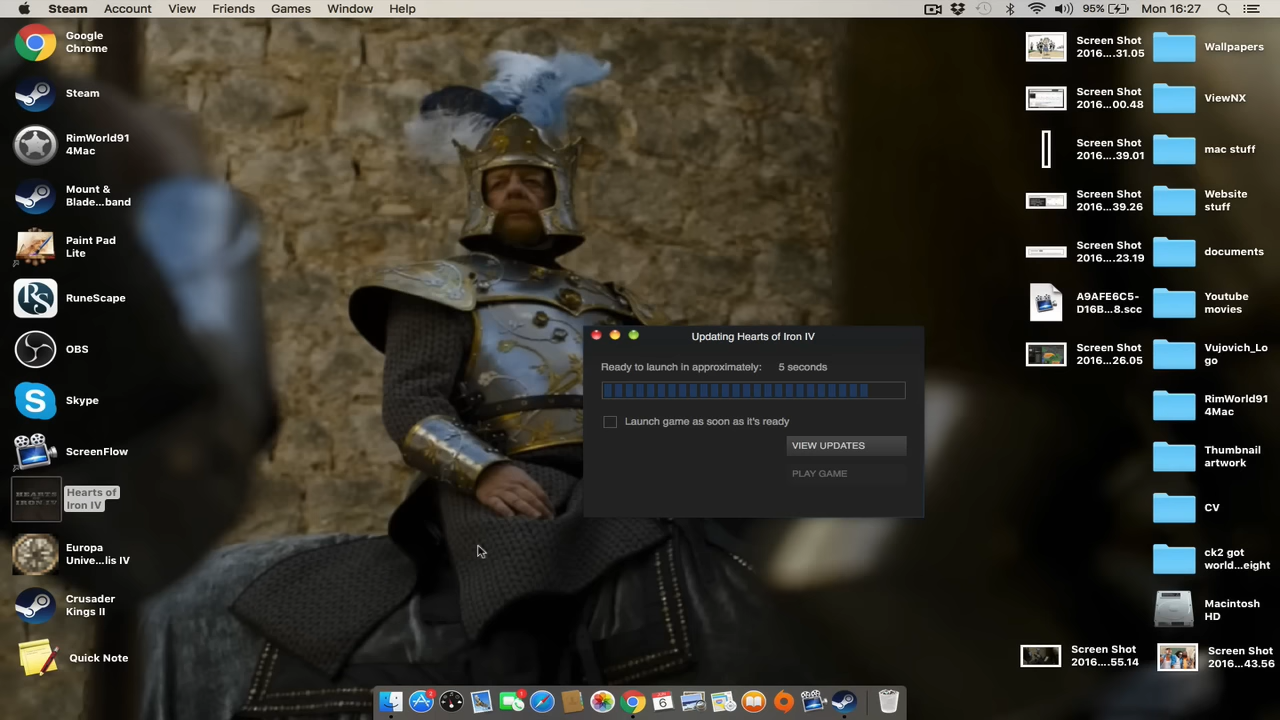 Steam Account View Friends Games Window Help
95% Mon 16:27
Google
Chrome
Steam
RimWorld91
4Mac
Mount &
Blade...band
Paint Pad
Lite
RuneScape
OBS
Skype
ScreenFlow
HEARTS
OF IRON IV
Hearts of
Iron IV
Europa
Unive...lis IV
Crusader
Kings II
Quick Note
Updating Hearts of Iron IV
Ready to launch in approximately: 5 seconds
Launch game as soon as it's ready
VIEW UPDATES
PLAY GAME
Screen Shot
2016....31.05
Screen Shot
2016....00.48
Screen Shot
2016....39.01
Screen Shot
2016....39.26
Screen Shot
2016....23.19
A9AFE6C5-
D16B...8.scc
Screen Shot
2016....26.05
Screen Shot
2016....55.14
Wallpapers
ViewNX
mac stuff
Website
stuff
documents
Youtube
movies
Vujovich_Lo
go
RimWorld91
4Mac
Thumbnail
artwork
CV
ck2 got
world...eight
Macintosh
HD
Screen Shot
2016....43.56
6